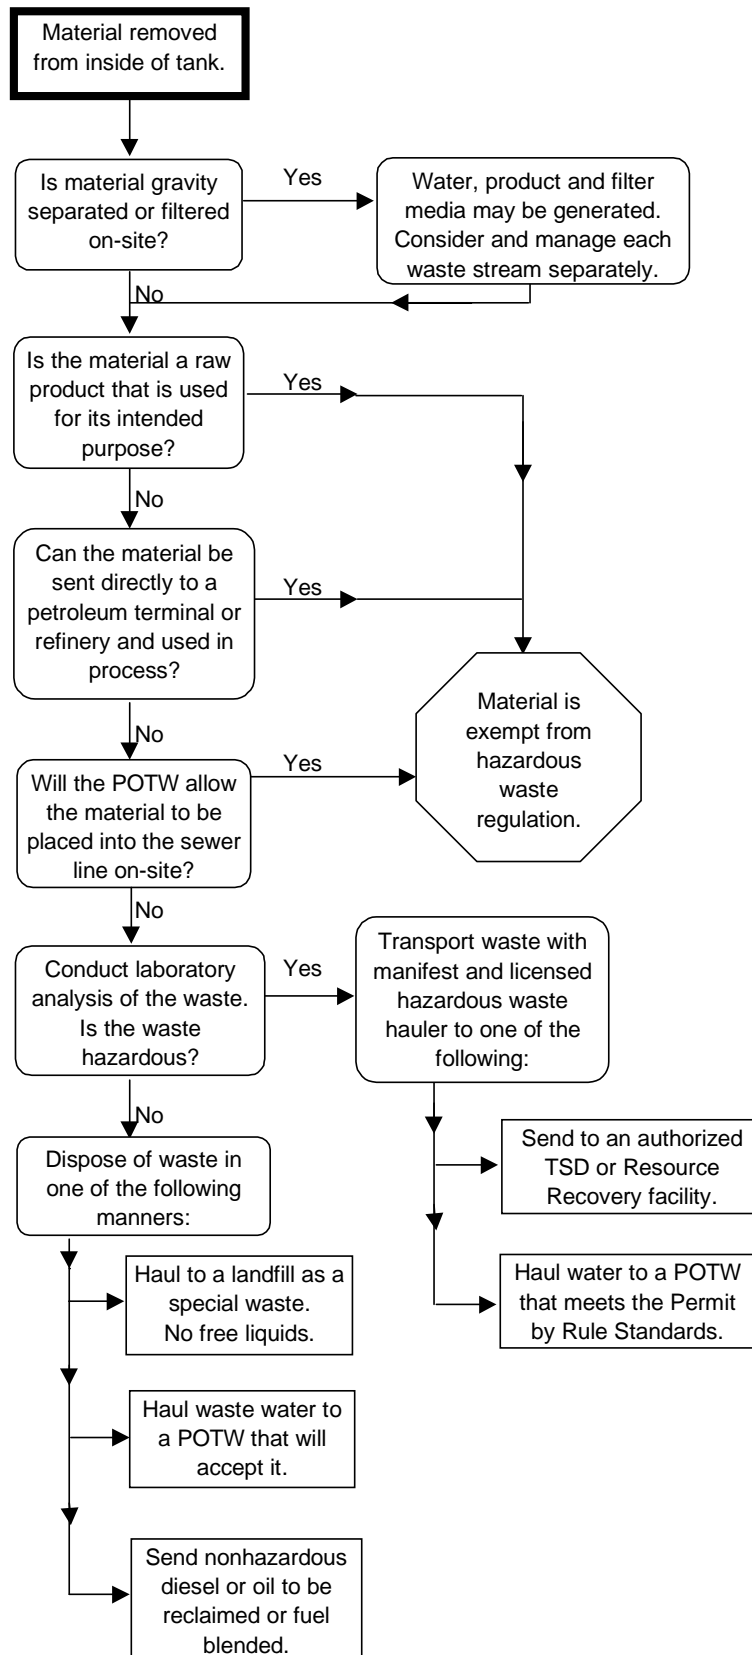 Material removed
from inside of tank.
Is material gravity
separated or filtered
on-site?
Yes
Water, product and filter
media may be generated.
Consider and manage each
waste stream separately.
No
Is the material a raw
product that is used
for its intended
purpose?
Yes
No
Can the material be
sent directly to a
petroleum terminal or
refinery and used in
process?
Yes
Material is
exempt from
hazardous
waste
regulation.
No
Will the POTW allow
the material to be
placed into the sewer
line on-site?
Yes
No
Conduct laboratory
analysis of the waste.
Is the waste
hazardous?
Yes
Transport waste with
manifest and licensed
hazardous waste
hauler to one of the
following:
Send to an authorized
TSD or Resource
Recovery facility.
Haul water to a POTW
that meets the Permit
by Rule Standards.
No
Dispose of waste in
one of the following
manners:
Haul to a landfill as a
special waste.
No free liquids.
Haul waste water to
a POTW that will
accept it.
Send nonhazardous
diesel or oil to be
reclaimed or fuel
blended.